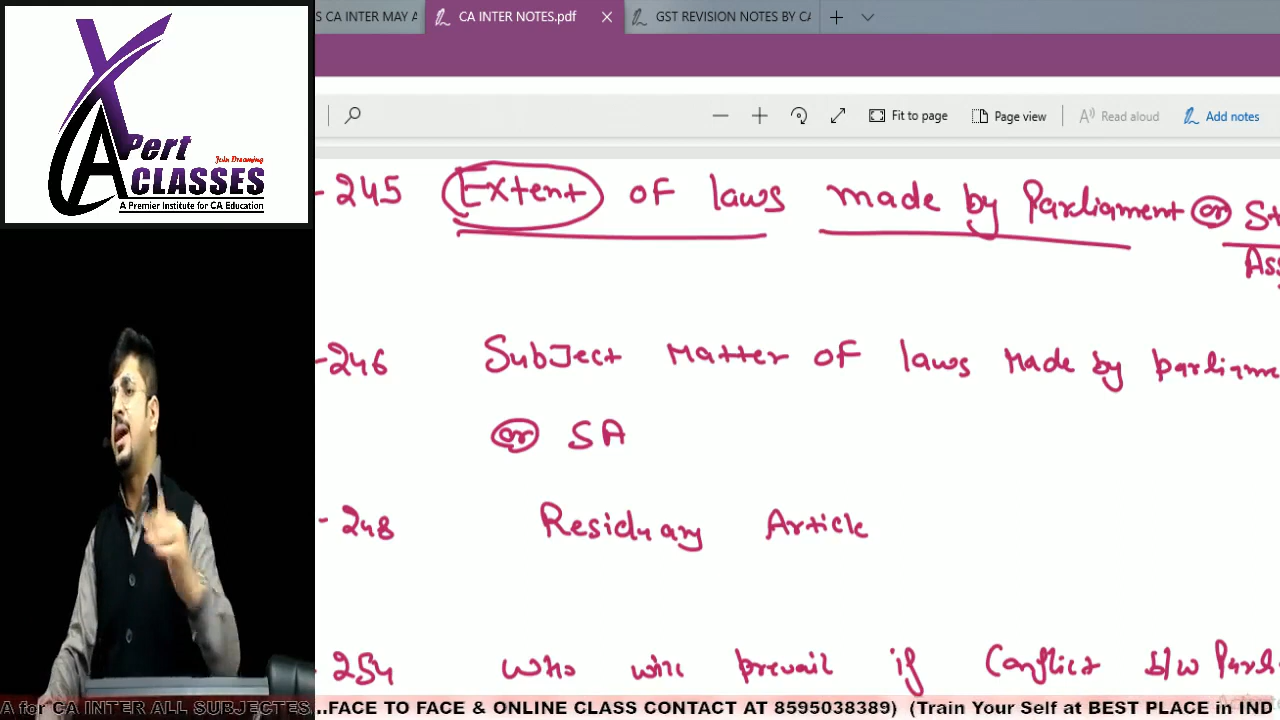 S CA INTER MAY
CA INTER NOTES.pdf
GST REVISION NOTES BY
XPert
Join Dreaming
CA CLASSES
A Premier Institute for CA Education
Fit to page
Page view
Read aloud
Add notes
-245 Extent of laws made by Parliament or
-246 Subject Matter of laws Made by
or SA
-248 Residuary Article
-254 Who will prevail if Conflict b/w
A for CA INTER ALL SUBJECTES...FACE TO FACE & ONLINE CLASS CONTACT AT 8595038389) (Train Your Self at BEST PLACE in IND